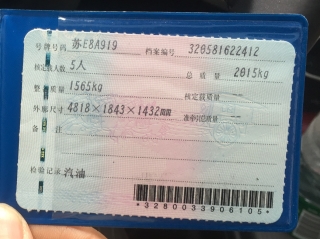 号牌号码 苏E8A919 档案编号 320581622412
核定载人数 5人 总质量 2015kg
整备质量 1565kg 核定载质量 --
外廓尺寸 4818×1843×1432mm 准牵引总质量 --
备注
检验记录 汽油
*3280033906105*